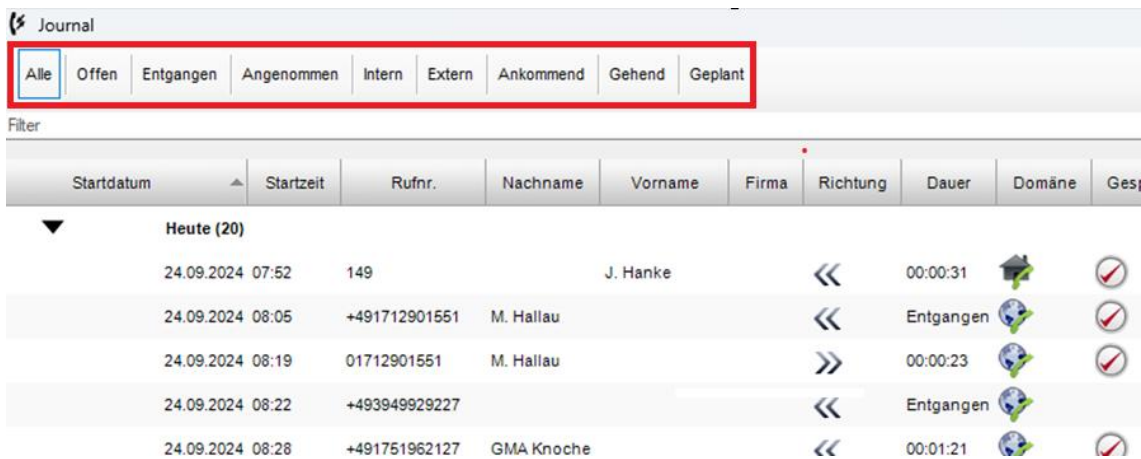 Journal
Alle Offen Entgangen Angenommen Intern Extern Ankommend Gehend Geplant
Filter
Startdatum Startzeit Rufnr. Nachname Vorname Firma Richtung Dauer Domäne Gesp
Heute (20)
24.09.2024 07:52 149 J. Hanke 00:00:31
24.09.2024 08:05 +491712901551 M. Hallau Entgangen
24.09.2024 08:19 01712901551 M. Hallau 00:00:23
24.09.2024 08:22 +493949929227 Entgangen
24.09.2024 08:28 +491751962127 GMA Knoche 00:01:21